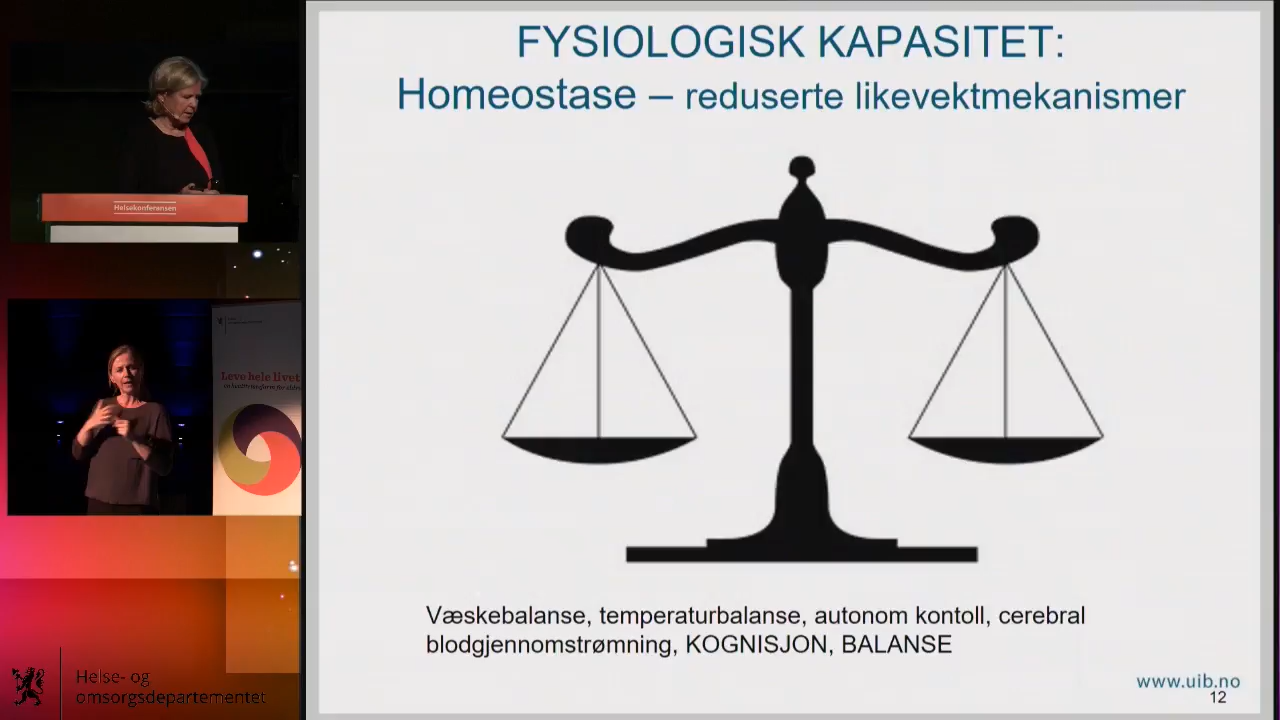 FYSIOLOGISK KAPASITET:
Homeostase – reduserte likevektmekanismer
Væskebalanse, temperaturbalanse, autonom kontoll, cerebral
blodgjennomstrømning, KOGNISJON, BALANSE
www.uib.no
12
Helsekonferansen
Leve hele livet
Helse- og
omsorgsdepartementet